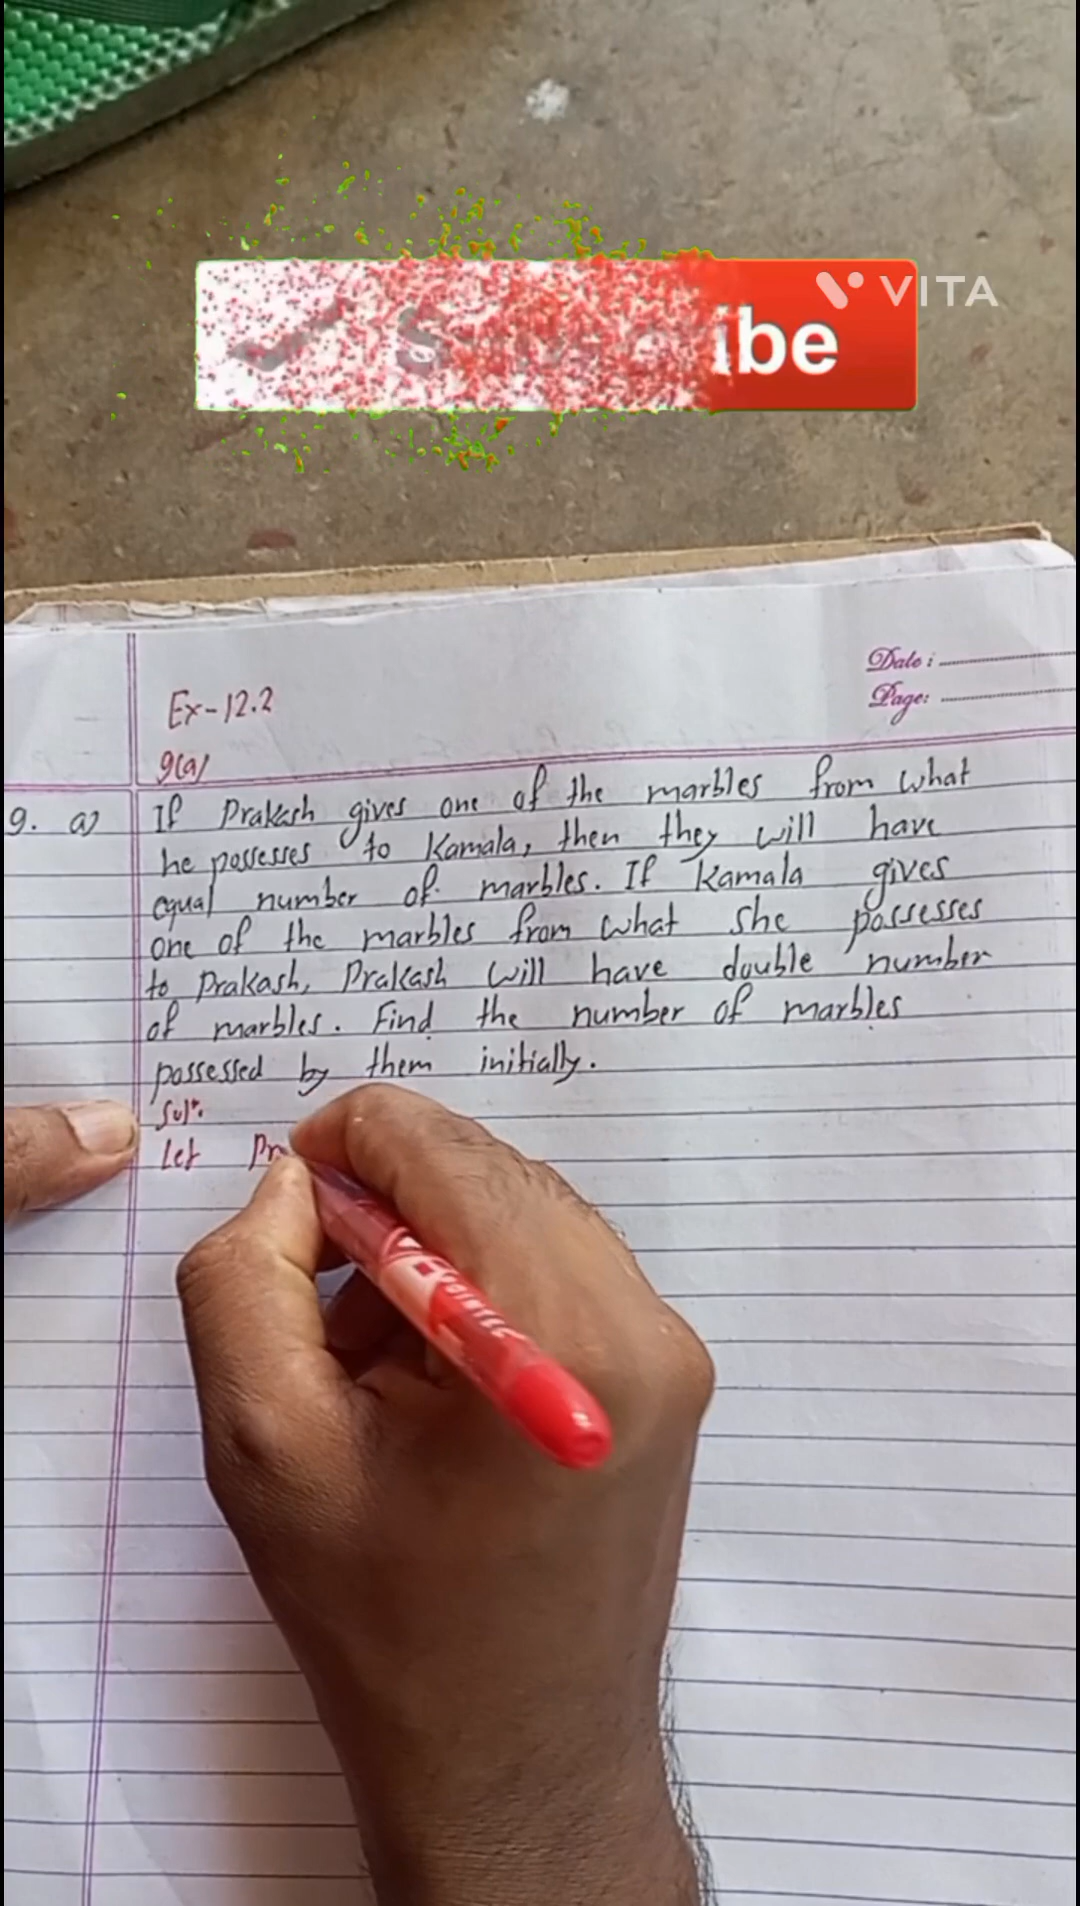 ibe
VITA
Date:
Page:
Ex-12.2
9(a)
9. a) If Prakash gives one of the marbles from what
he possesses to Kamala, then they will have
equal number of marbles. If Kamala gives
one of the marbles from what she possesses
to Prakash, Prakash will have double number
of marbles. Find the number of marbles
possessed by them initially.
Solⁿ.
Let Pr